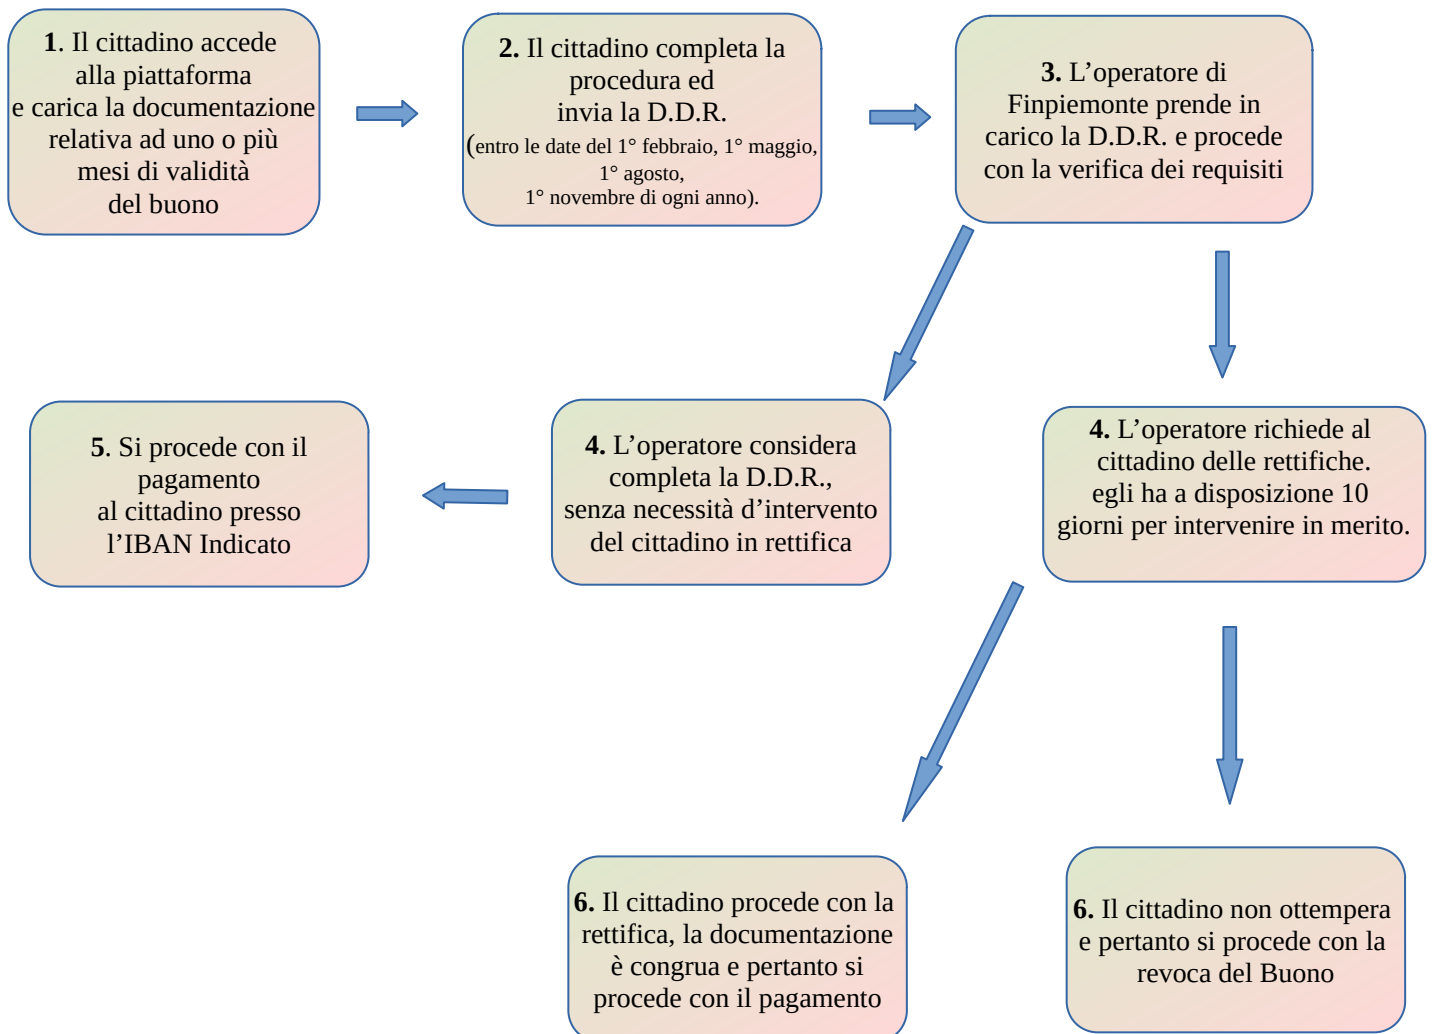 1. Il cittadino accede
alla piattaforma
e carica la documentazione
relativa ad uno o più
mesi di validità
del buono
2. Il cittadino completa la
procedura ed
invia la D.D.R.
(entro le date del 1° febbraio, 1° maggio,
1° agosto,
1° novembre di ogni anno).
3. L’operatore di
Finpiemonte prende in
carico la D.D.R. e procede
con la verifica dei requisiti
5. Si procede con il
pagamento
al cittadino presso
l’IBAN Indicato
4. L’operatore considera
completa la D.D.R.,
senza necessità d’intervento
del cittadino in rettifica
4. L’operatore richiede al
cittadino delle rettifiche.
egli ha a disposizione 10
giorni per intervenire in merito.
6. Il cittadino procede con la
rettifica, la documentazione
è congrua e pertanto si
procede con il pagamento
6. Il cittadino non ottempera
e pertanto si procede con la
revoca del Buono